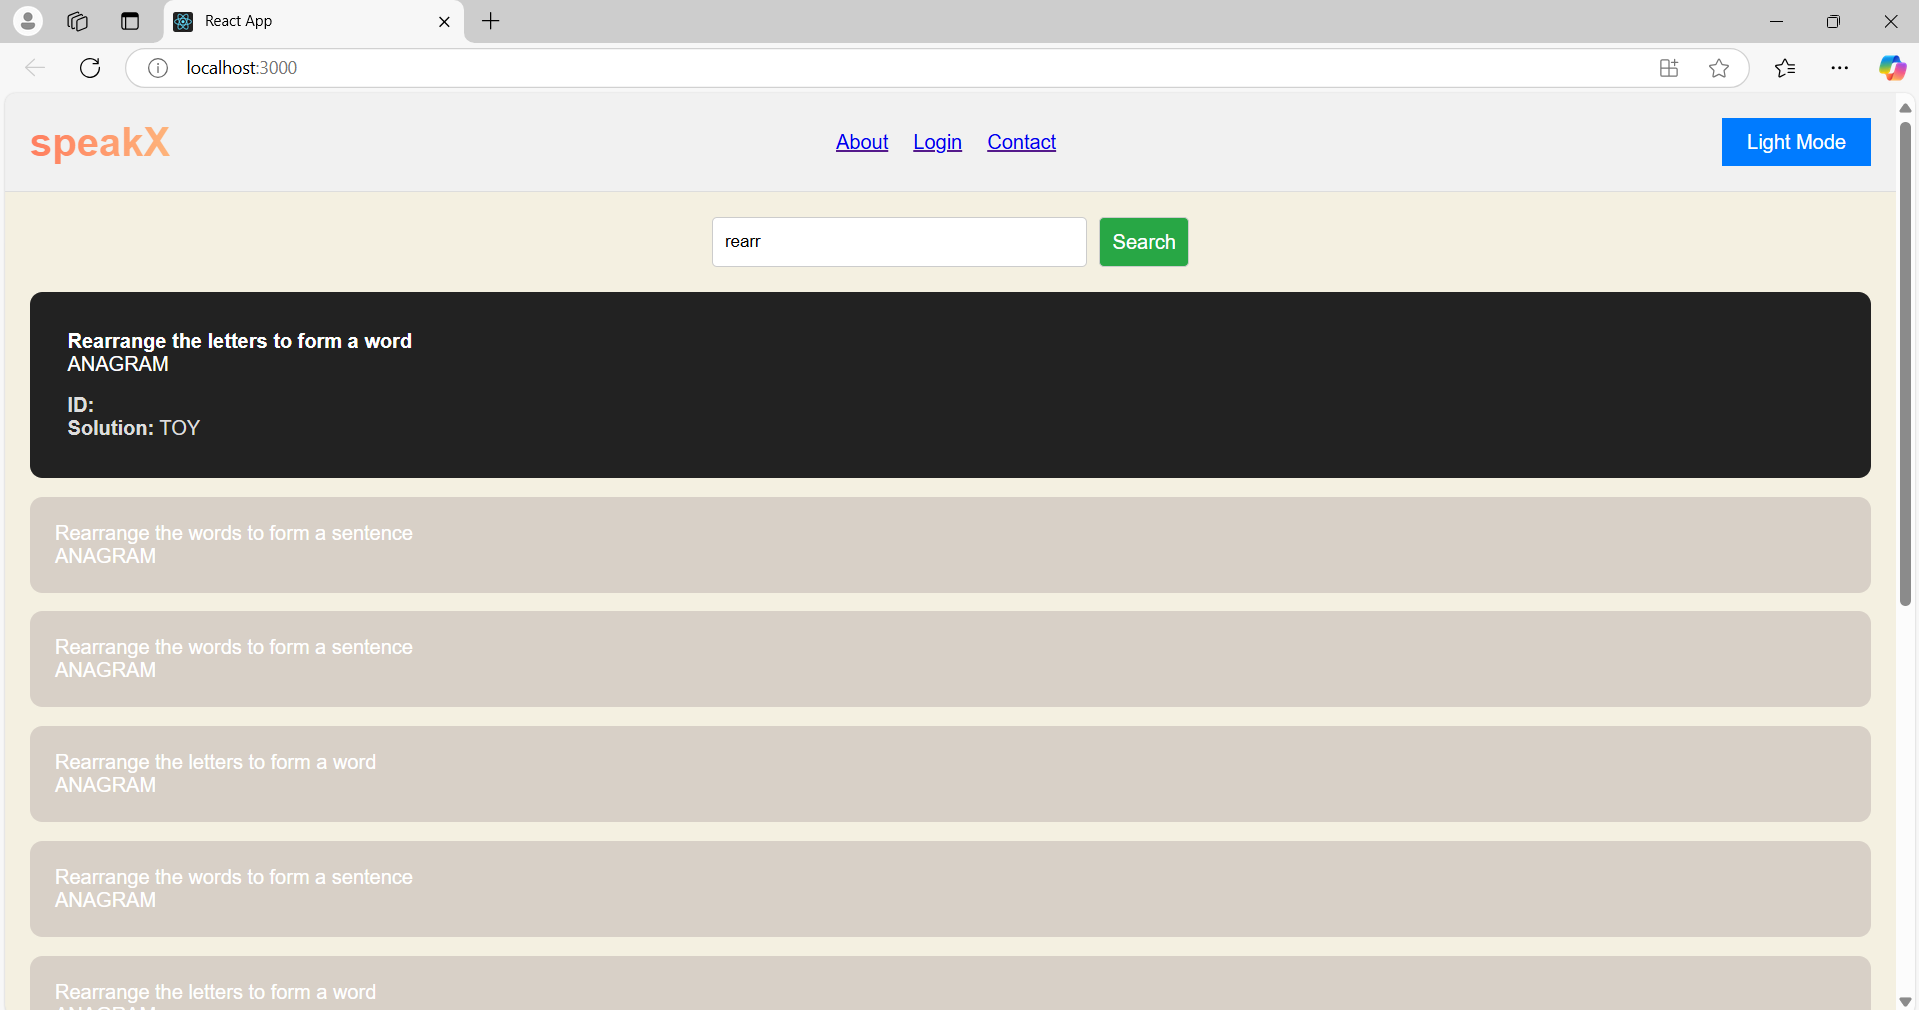 React App
localhost:3000
speakX
About Login Contact
Light Mode
rearr
Search
Rearrange the letters to form a word
ANAGRAM
ID:
Solution: TOY
Rearrange the words to form a sentence
ANAGRAM
Rearrange the words to form a sentence
ANAGRAM
Rearrange the letters to form a word
ANAGRAM
Rearrange the words to form a sentence
ANAGRAM
Rearrange the letters to form a word
ANAGRAM